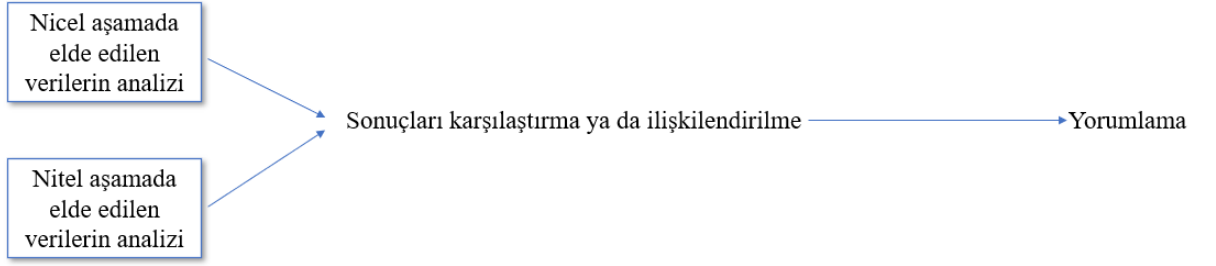 Nicel aşamada
elde edilen
verilerin analizi
Sonuçları karşılaştırma ya da ilişkilendirilme
Yorumlama
Nitel aşamada
elde edilen
verilerin analizi